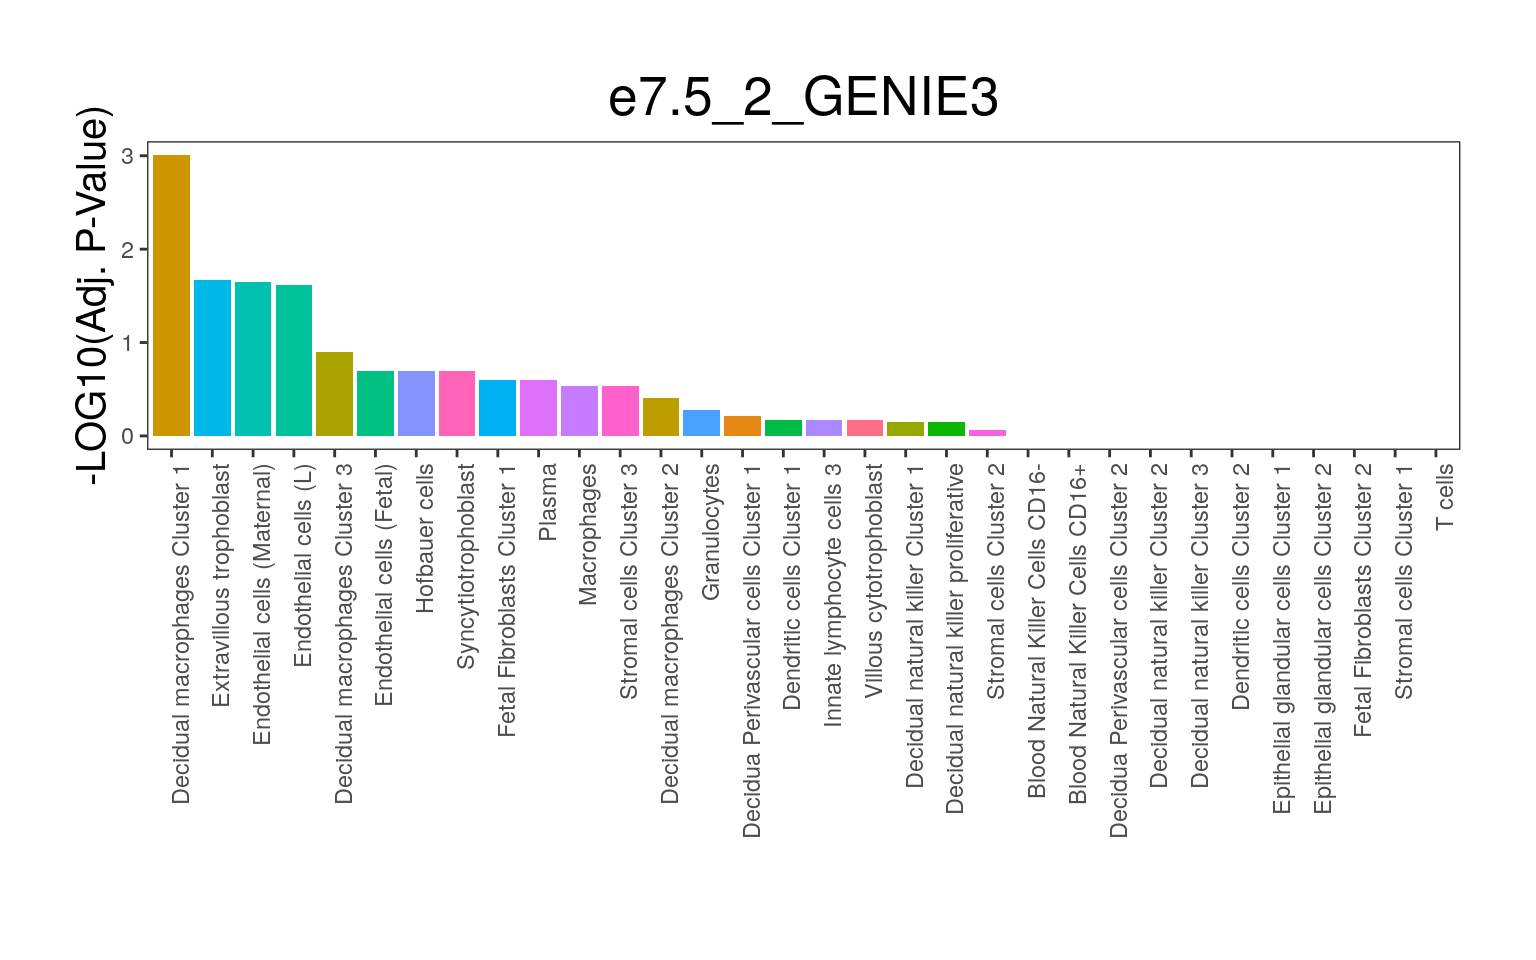 e7.5_2_GENIE3
-LOG10(Adj. P-Value)
3
2
1
0
Decidual macrophages Cluster 1
Extravillous trophoblast
Endothelial cells (Maternal)
Endothelial cells (L)
Decidual macrophages Cluster 3
Endothelial cells (Fetal)
Hofbauer cells
Syncytiotrophoblast
Fetal Fibroblasts Cluster 1
Plasma
Macrophages
Stromal cells Cluster 3
Decidual macrophages Cluster 2
Granulocytes
Decidua Perivascular cells Cluster 1
Dendritic cells Cluster 1
Innate lymphocyte cells 3
Villous cytotrophoblast
Decidual natural killer Cluster 1
Decidual natural killer proliferative
Stromal cells Cluster 2
Blood Natural Killer Cells CD16-
Blood Natural Killer Cells CD16+
Decidua Perivascular cells Cluster 2
Decidual natural killer Cluster 2
Decidual natural killer Cluster 3
Dendritic cells Cluster 2
Epithelial glandular cells Cluster 1
Epithelial glandular cells Cluster 2
Fetal Fibroblasts Cluster 2
Stromal cells Cluster 1
T cells